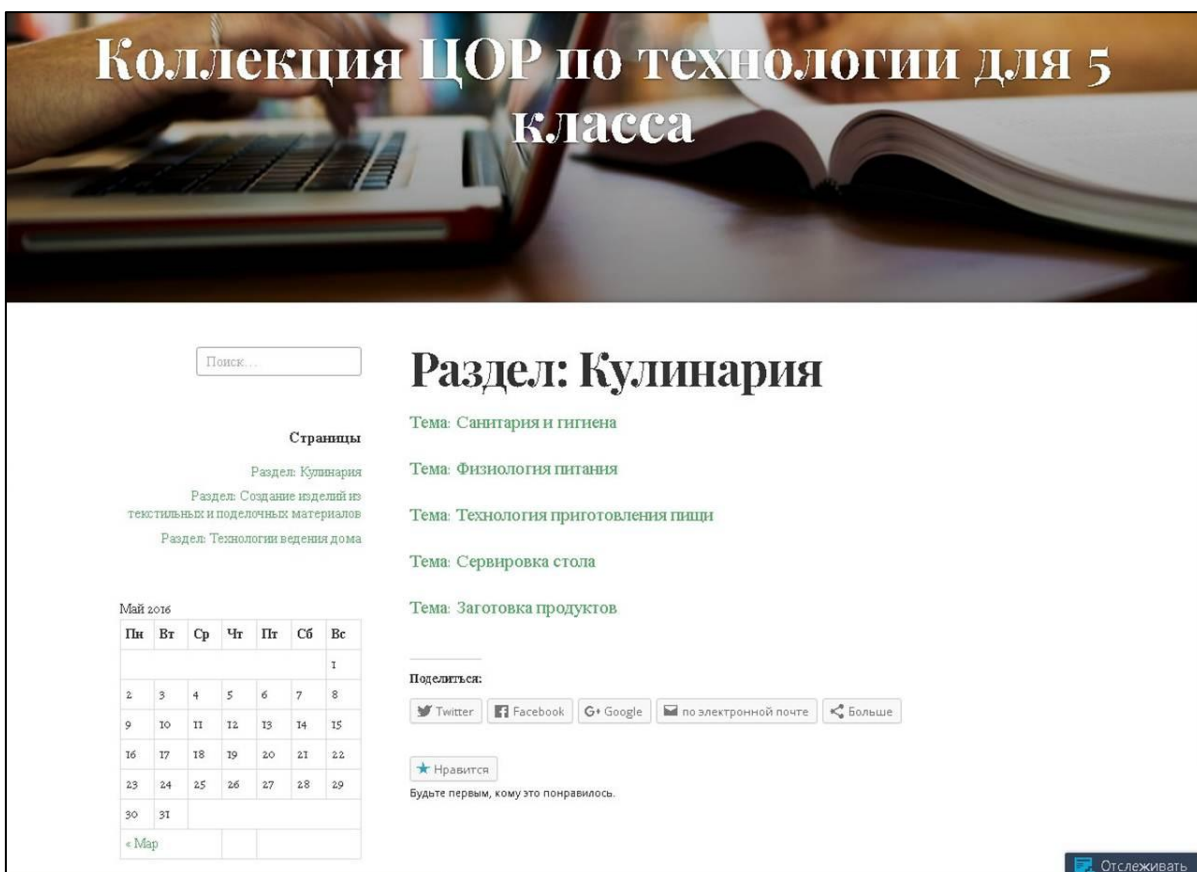 Коллекция ЦОР по технологии для 5
класса
Поиск...
Страницы
Раздел: Кулинария
Раздел: Создание изделий из
текстильных и поделочных материалов
Раздел: Технологии ведения дома
Май 2016
Пн Вт Ср Чт Пт Сб Вс
1
2 3 4 5 6 7 8
9 10 11 12 13 14 15
16 17 18 19 20 21 22
23 24 25 26 27 28 29
30 31
« Мар
Раздел: Кулинария
Тема: Санитария и гигиена
Тема: Физиология питания
Тема: Технология приготовления пищи
Тема: Сервировка стола
Тема: Заготовка продуктов
Поделиться:
Twitter Facebook G+ Google по электронной почте Больше
Нравится
Будьте первым, кому это понравилось.
Отслеживать